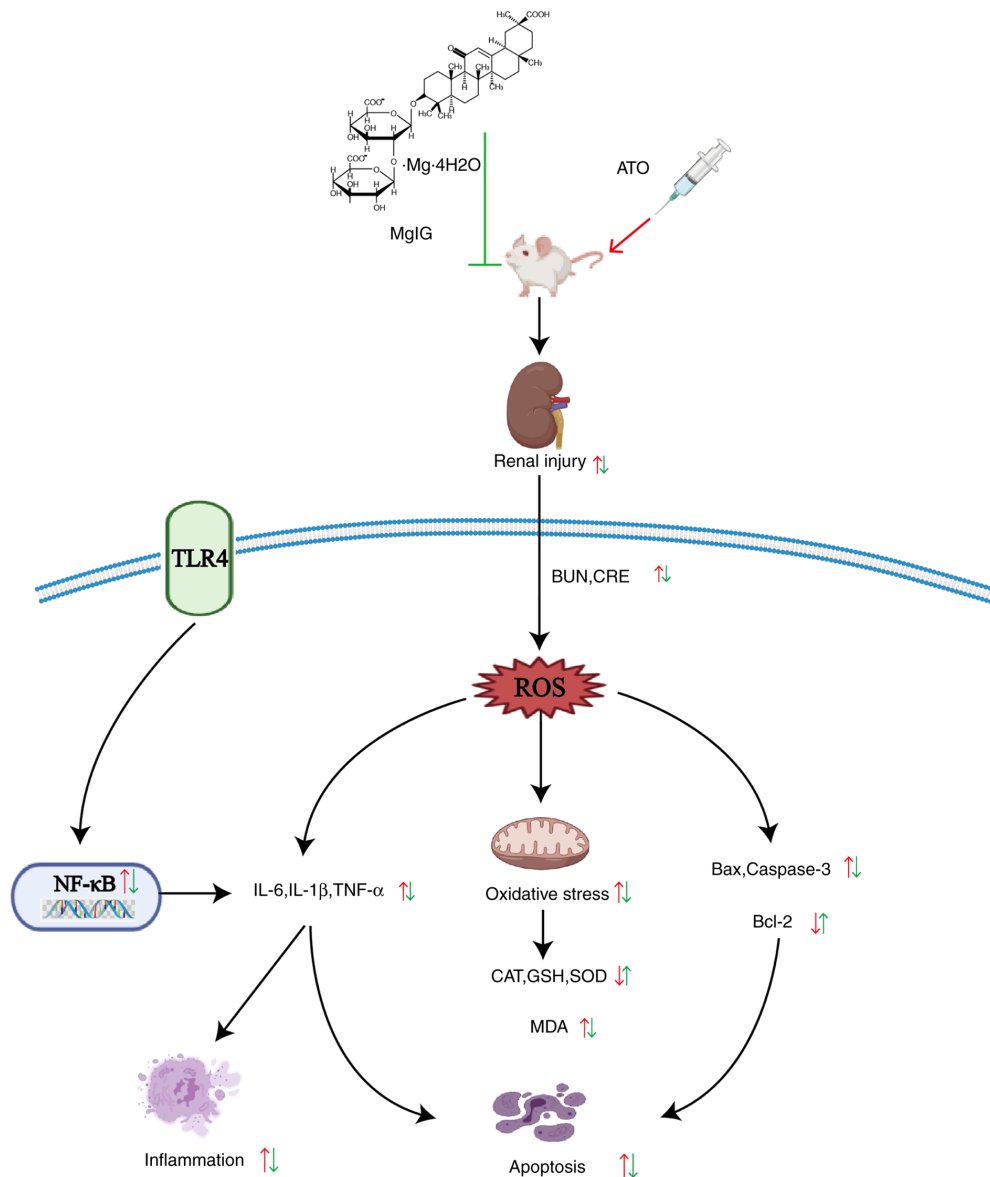 H₃C COOH
H
O
CH₃ CH₃ CH₃
H CH₃
O H
H₃C CH₃
COO⁻
H H O
OH H H
OH H
O
COO⁻
H H O
OH H
OH H
H OH
·Mg·4H2O
MgIG
ATO
Renal injury
TLR4
BUN,CRE
ROS
NF-κB
IL-6,IL-1β,TNF-α
Oxidative stress
Bax,Caspase-3
Bcl-2
CAT,GSH,SOD
MDA
Inflammation
Apoptosis